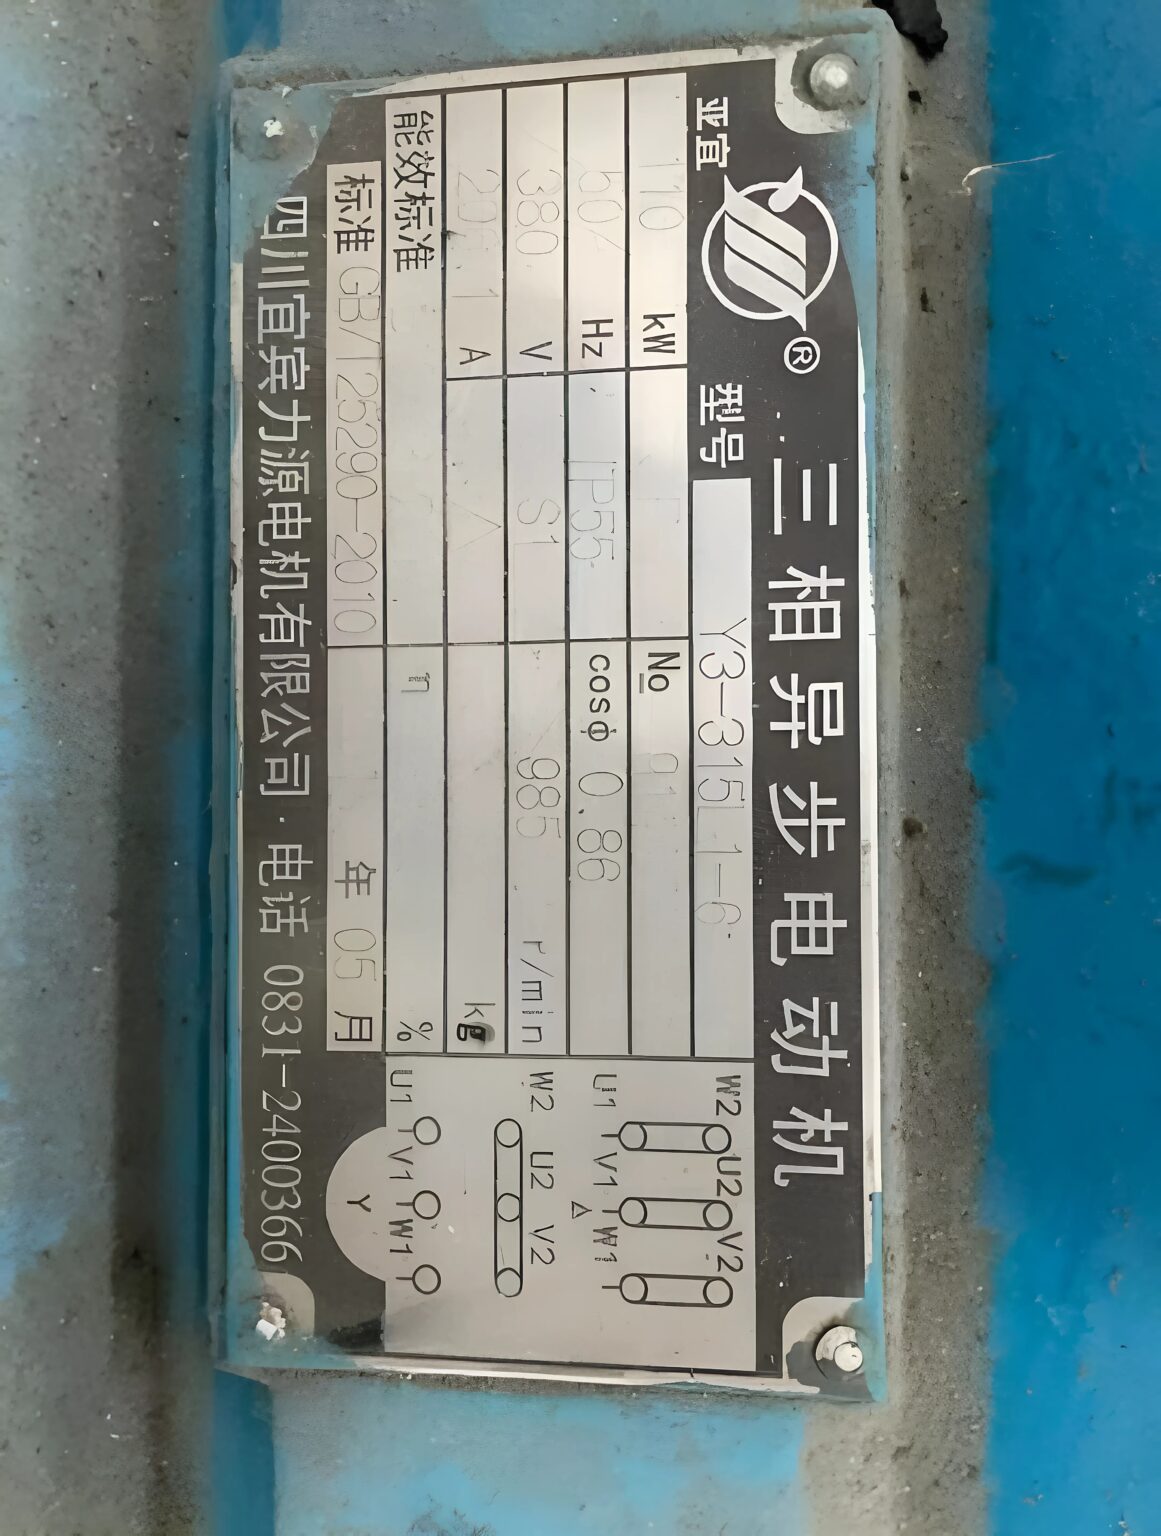 亚宜 ® 三相异步电动机
型号 Y3-315L1-6
110 kW F № 91
50 Hz IP55 cosφ 0.86
380 V S1 985 r/min
201 A △ kg
能效标准 η %
标准 GB/T25290-2010 年 05 月
W2 U2 V2
U1 V1 W1
△
W2 U2 V2
U1 V1 W1
Y
四川宜宾力源电机有限公司·电话 0831-2400366